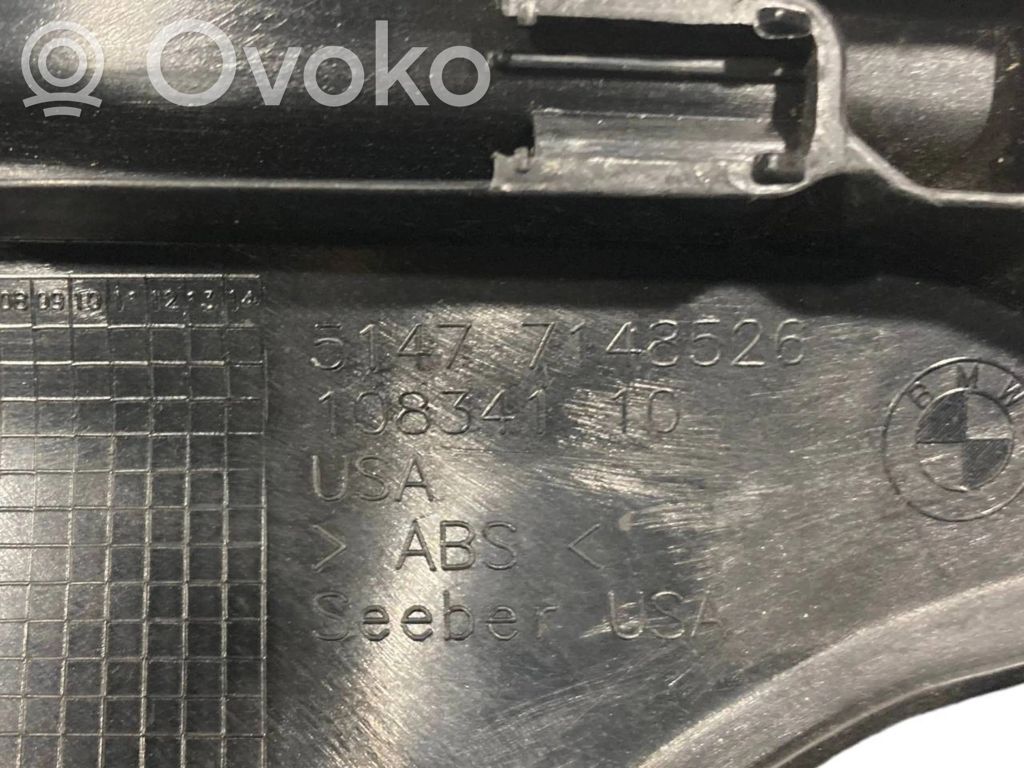 Ovoko
08 09 10 11 12 13 14
5147 7148526
108341 10
USA
> ABS <
Seeber USA
BMW